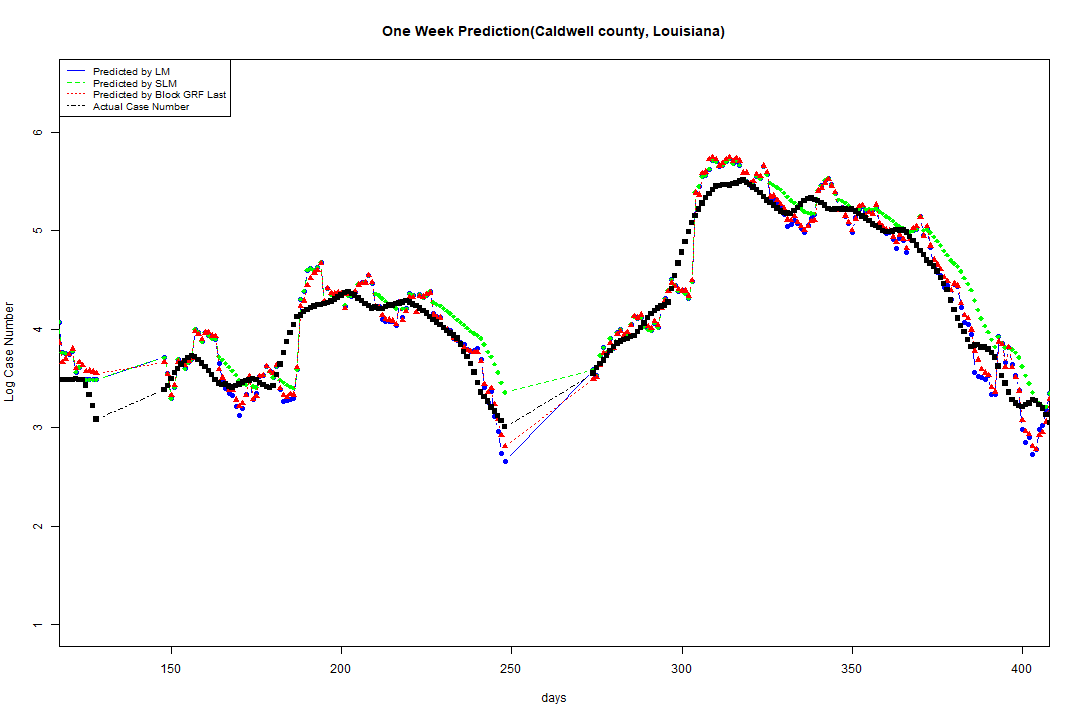 One Week Prediction(Caldwell county, Louisiana)
Predicted by LM
Predicted by SLM
Predicted by Block GRF Last
Actual Case Number
6
5
4
3
2
1
Log Case Number
150 200 250 300 350 400
days